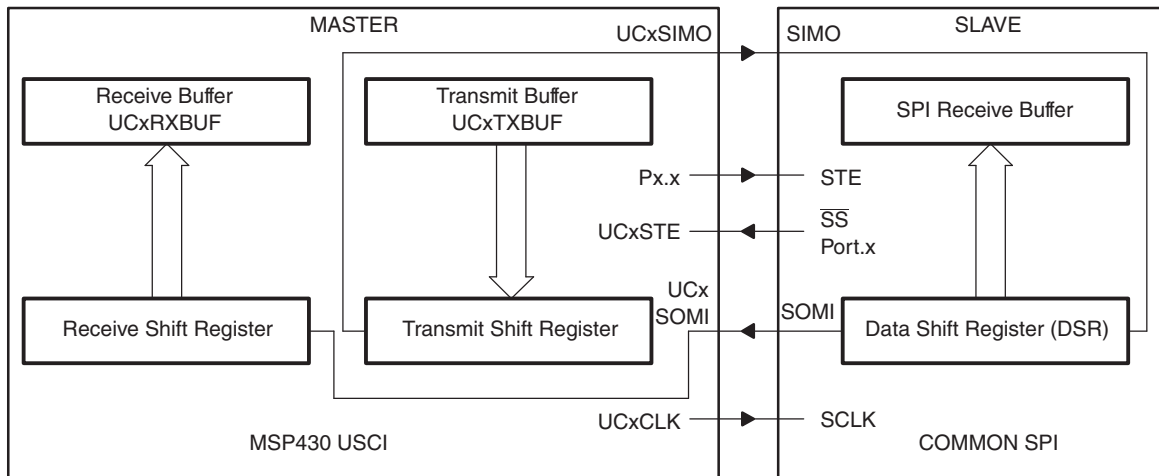 MASTER
SLAVE
UCxSIMO
SIMO
Receive Buffer
UCxRXBUF
Transmit Buffer
UCxTXBUF
SPI Receive Buffer
Px.x
STE
UCxSTE
SS
Port.x
UCx
SOMI
SOMI
Receive Shift Register
Transmit Shift Register
Data Shift Register (DSR)
UCxCLK
SCLK
MSP430 USCI
COMMON SPI